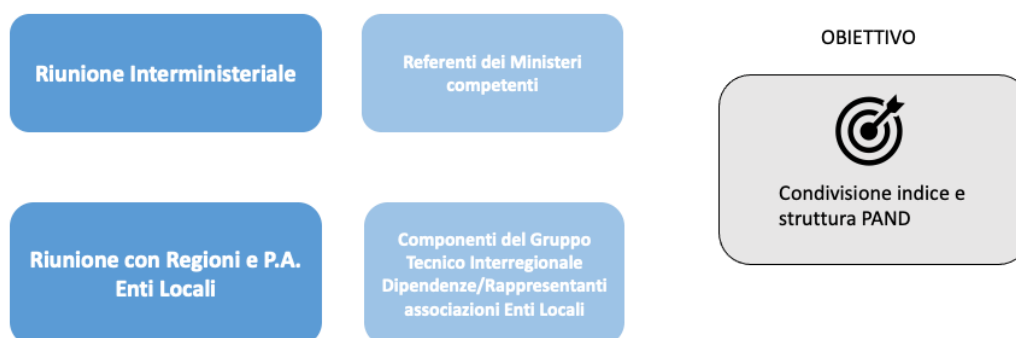 Riunione Interministeriale
Referenti dei Ministeri
competenti
OBIETTIVO
Condivisione indice e
struttura PAND
Riunione con Regioni e P.A.
Enti Locali
Componenti del Gruppo
Tecnico Interregionale
Dipendenze/Rappresentanti
associazioni Enti Locali